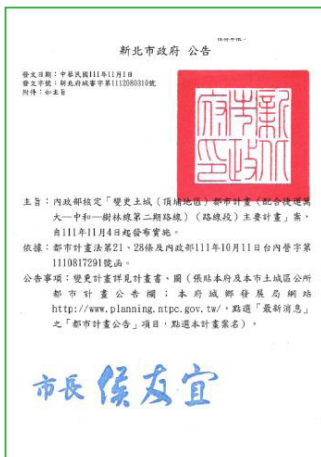 新北市政府 公告
發文日期：中華民國111年11月1日
發文字號：新北府城審字第1112080310號
附件：如主旨
新北市政府印
主旨：內政部核定「變更土城（頂埔地區）都市計畫（配合捷運萬
大—中和—樹林線第二期路線）（路線段）主要計畫」案，
自111年11月4日起發布實施。
依據：都市計畫法第21、28條及內政部111年10月11日台內營字第
1110817291號函。
公告事項：變更計畫詳見計畫書、圖（張貼本府及本市土城區公所
都市計畫公告欄；本府城鄉發展局網站
http://www.planning.ntpc.gov.tw/，點選「最新消息」
之「都市計畫公告」項目，點選本計畫案名）。
市長 侯友宜